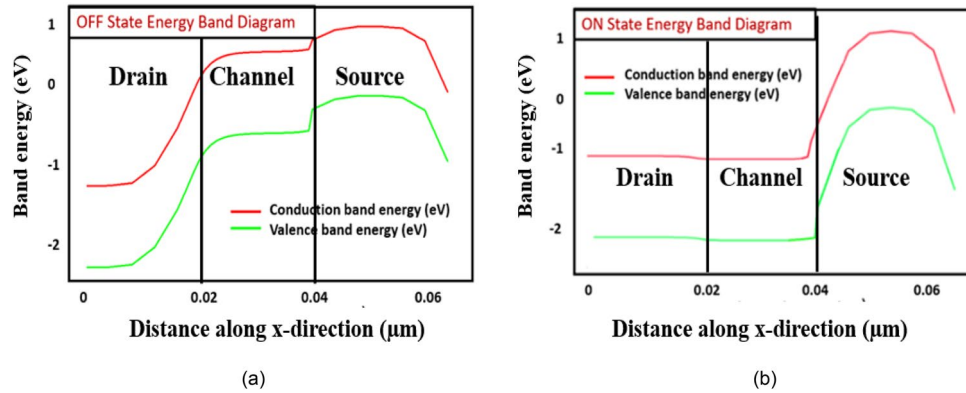 OFF State Energy Band Diagram
Band energy (eV)
1
0
-1
-2
Drain
Channel
Source
Conduction band energy (eV)
Valence band energy (eV)
0
0.02
0.04
0.06
Distance along x-direction (µm)
(a)
ON State Energy Band Diagram
Band energy (eV)
1
0
-1
-2
Conduction band energy (eV)
Valence band energy (eV)
Drain
Channel
Source
0
0.02
0.04
0.06
Distance along x-direction (µm)
(b)